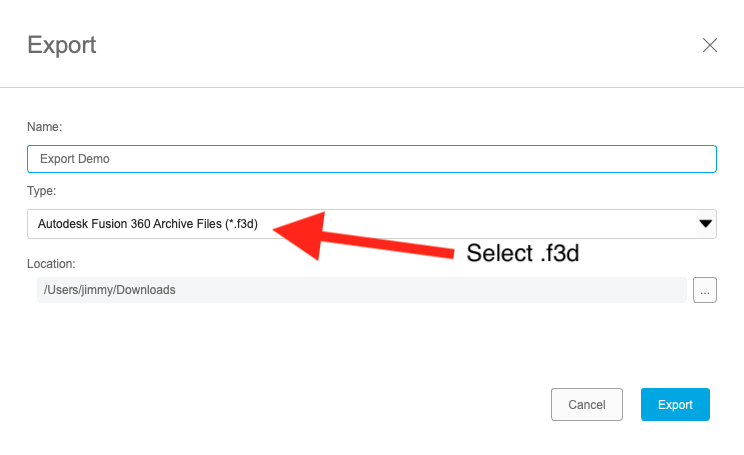 Export
Name:
Export Demo
Type:
Autodesk Fusion 360 Archive Files (*.f3d)
Select .f3d
Location:
/Users/jimmy/Downloads
...
Cancel
Export